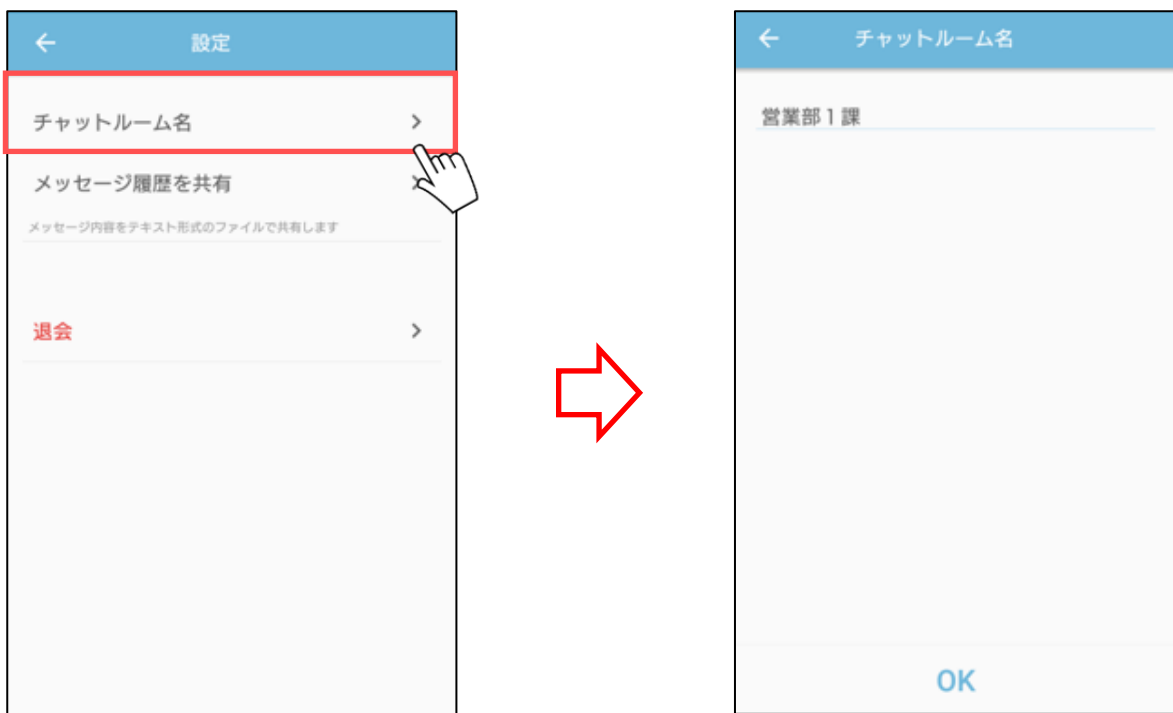 設定
チャットルーム名
メッセージ履歴を共有
メッセージ内容をテキスト形式のファイルで共有します
退会
チャットルーム名
営業部1課
OK